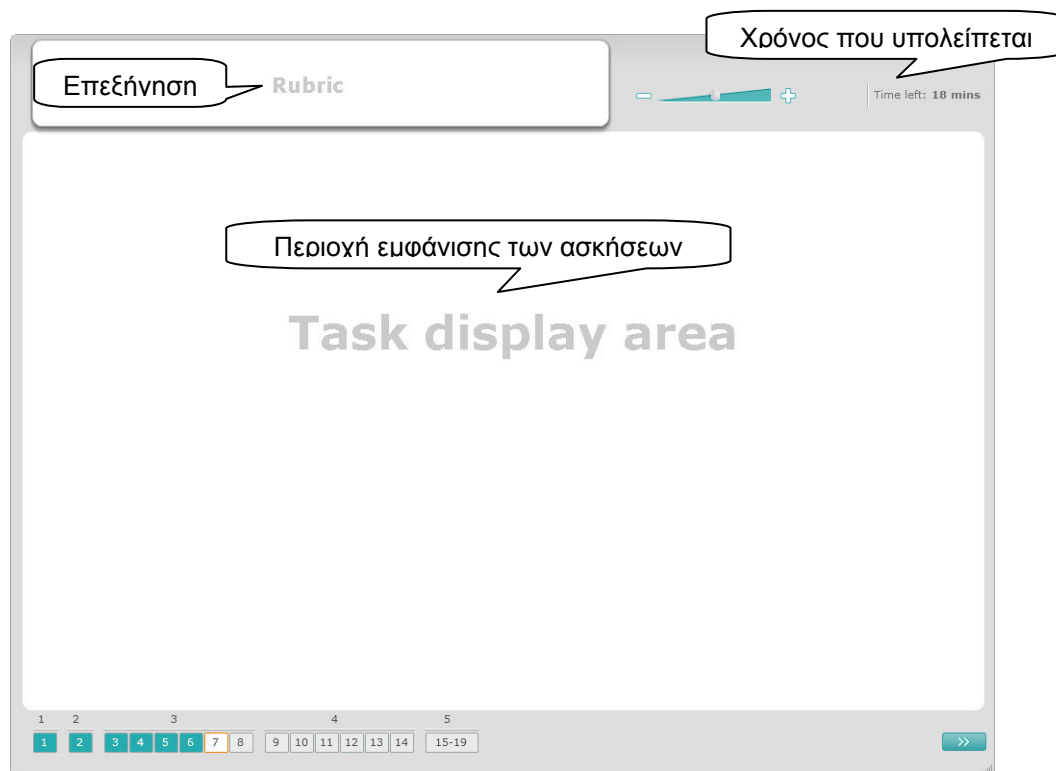 Χρόνος που υπολείπεται
Επεξήγηση
Rubric
Time left: 18 mins
Περιοχή εμφάνισης των ασκήσεων
Task display area
1 2 3 4 5
1 2 3 4 5 6 7 8 9 10 11 12 13 14 15-19